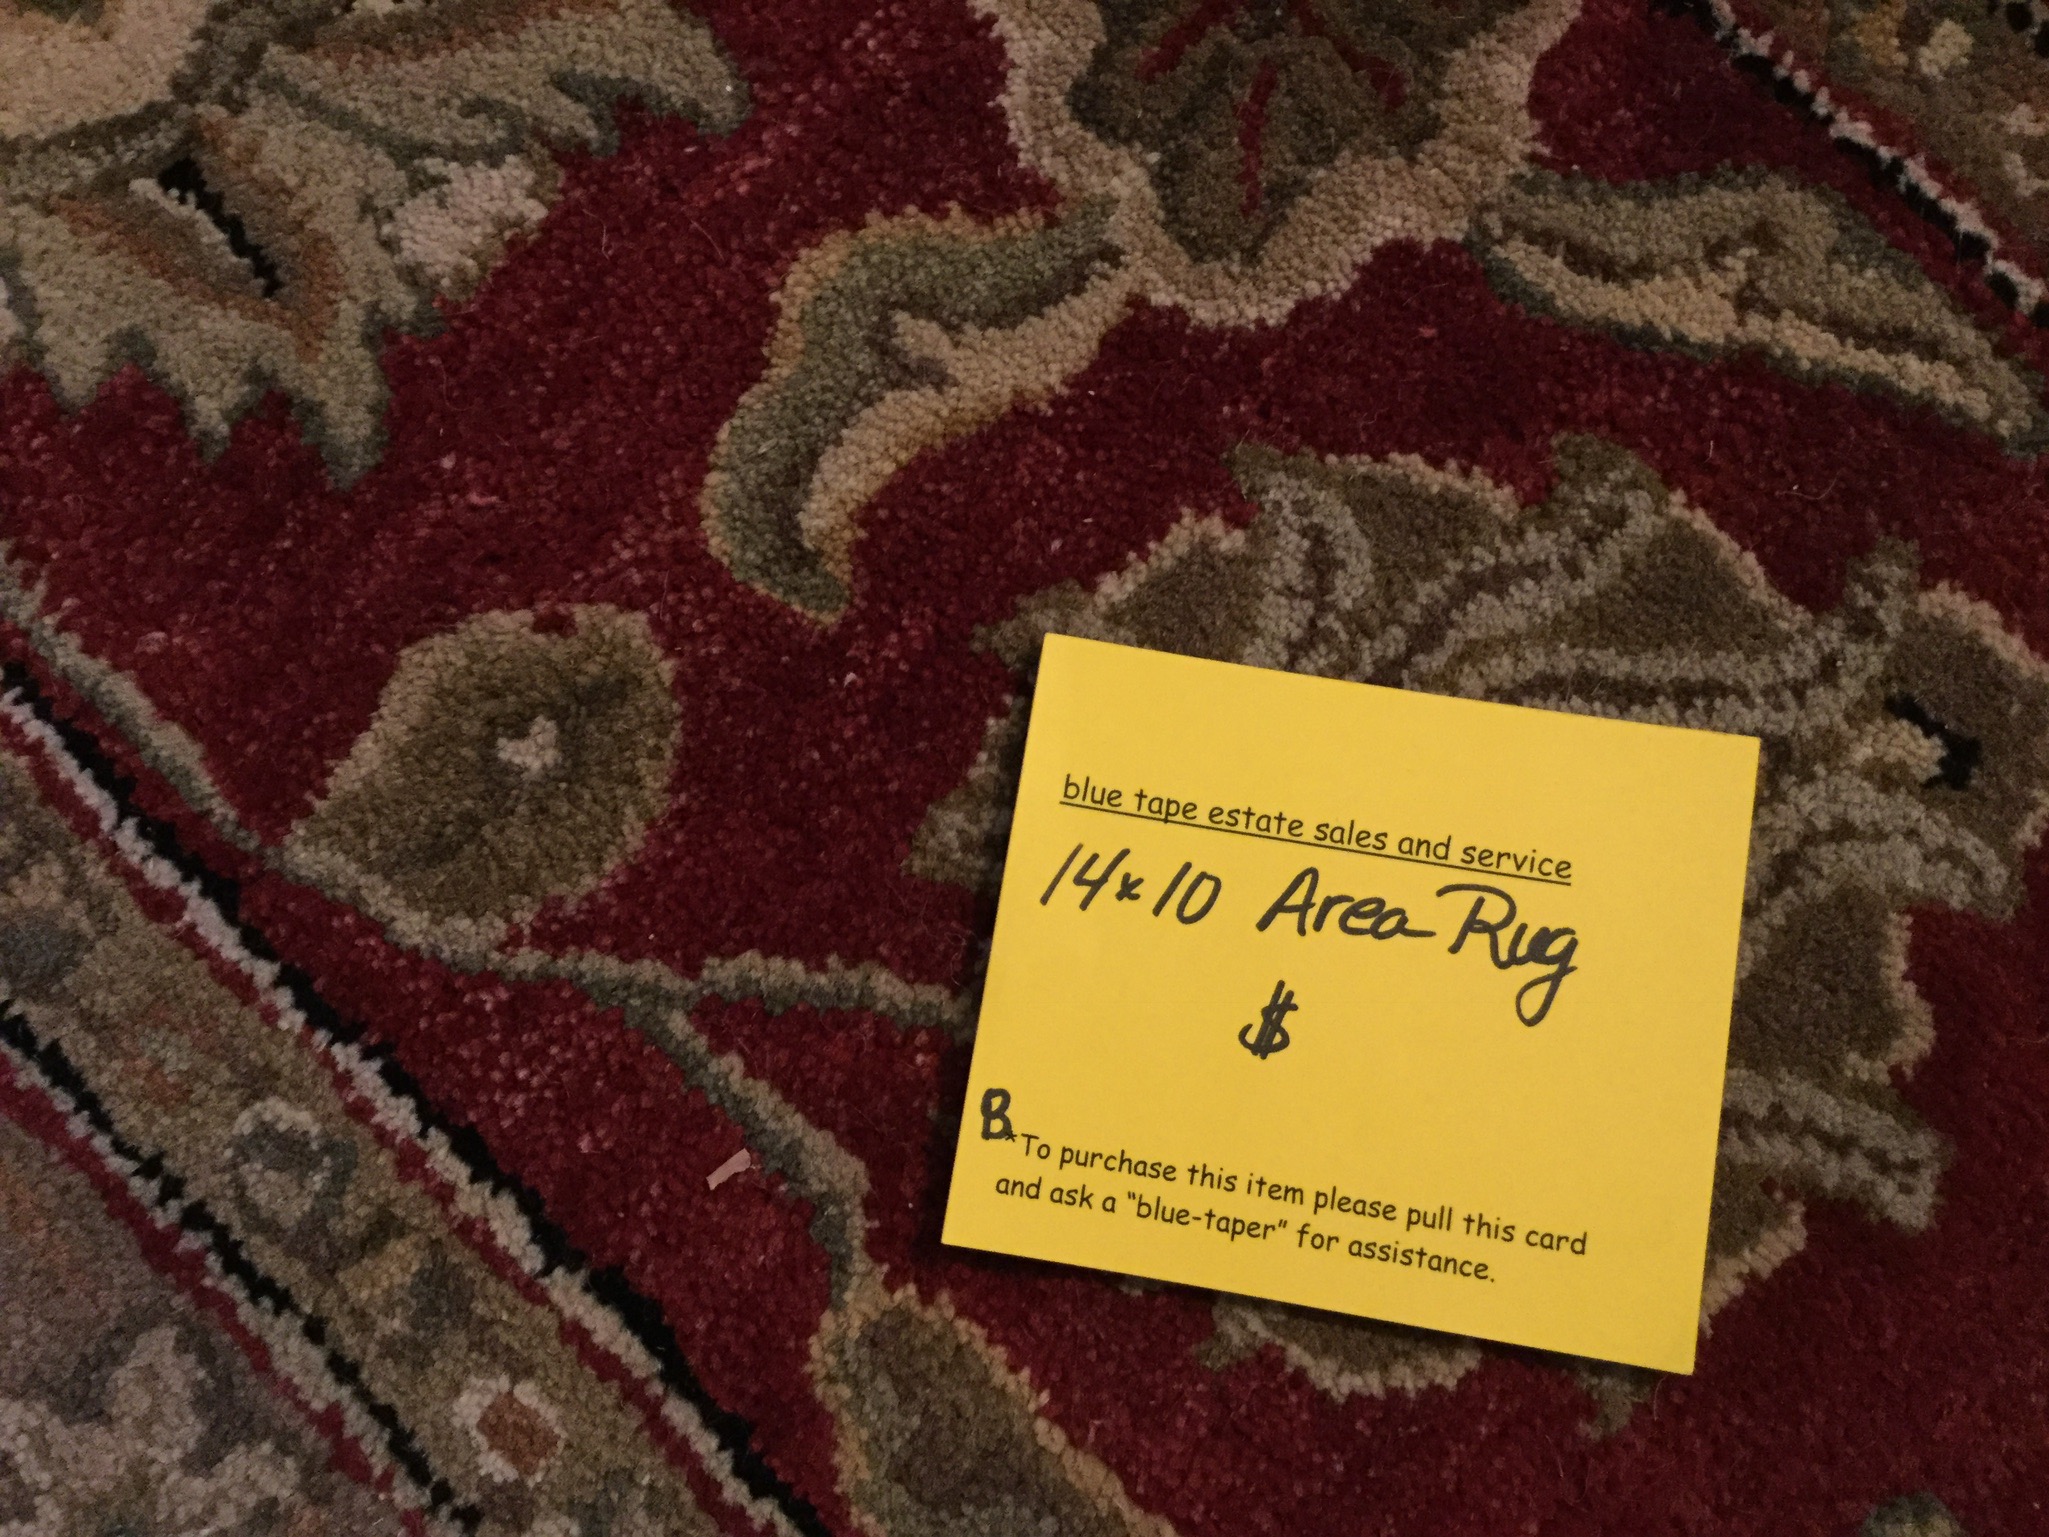 blue tape estate sales and service
14x10 Area Rug
$
B
*To purchase this item please pull this card
and ask a "blue-taper" for assistance.